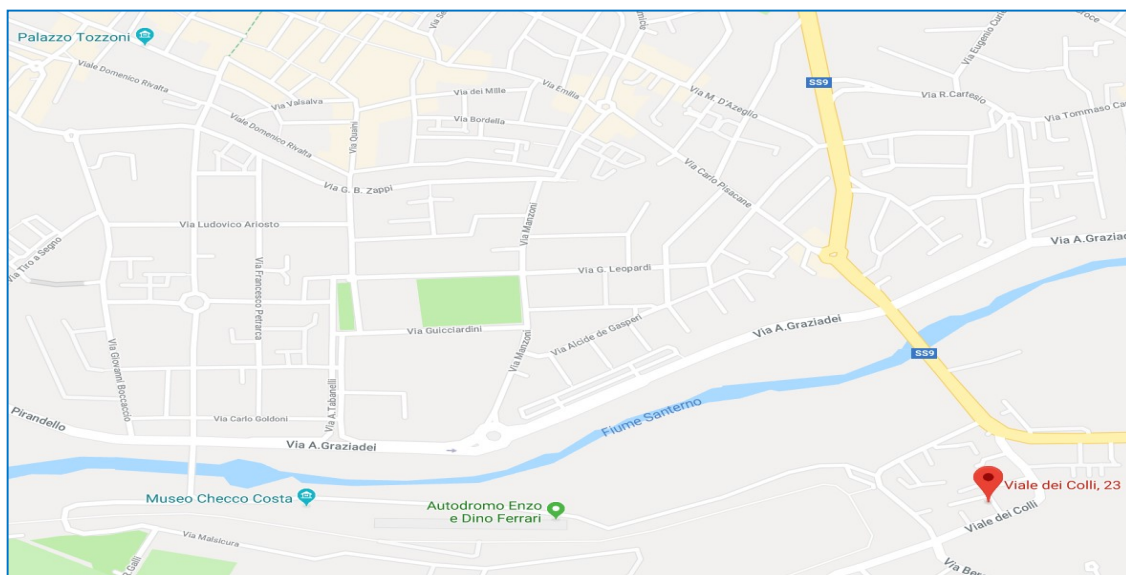 Palazzo Tozzoni
Viale Domenico Rivalta
Via Valsalva
Viale Domenico Rivalta
Via Quaini
Via dei Mille
Via Bordella
Via Emilia
Via M. D'Azeglio
SS9
Via R.Cartesio
Via Eugenio Curie
Via Tommaso
Via G. B. Zappi
Via Carlo Pisacane
Via Ludovico Ariosto
Via Manzoni
Via Tiro a Segno
Via Francesco Petrarca
Via G. Leopardi
Via A.Graziadei
Via Guicciardini
Via Alcide de Gasperi
Via A.Graziadei
SS9
Via Giovanni Boccaccio
Via Manzoni
Via A.Tabanelli
Via Carlo Goldoni
Pirandello
Via A.Graziadei
Fiume Santerno
Museo Checco Costa
Autodromo Enzo
e Dino Ferrari
Viale dei Colli, 23
Viale dei Colli
Via Malsicura
R.Galli